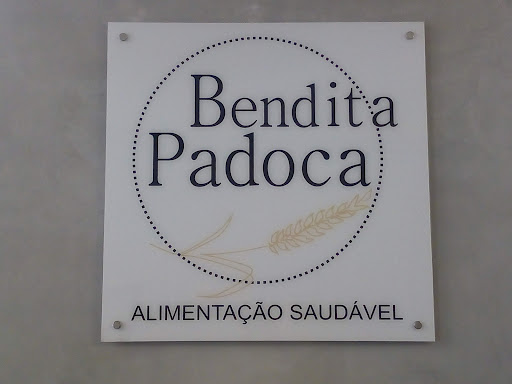 Bendita
Padoca
ALIMENTAÇÃO SAUDÁVEL